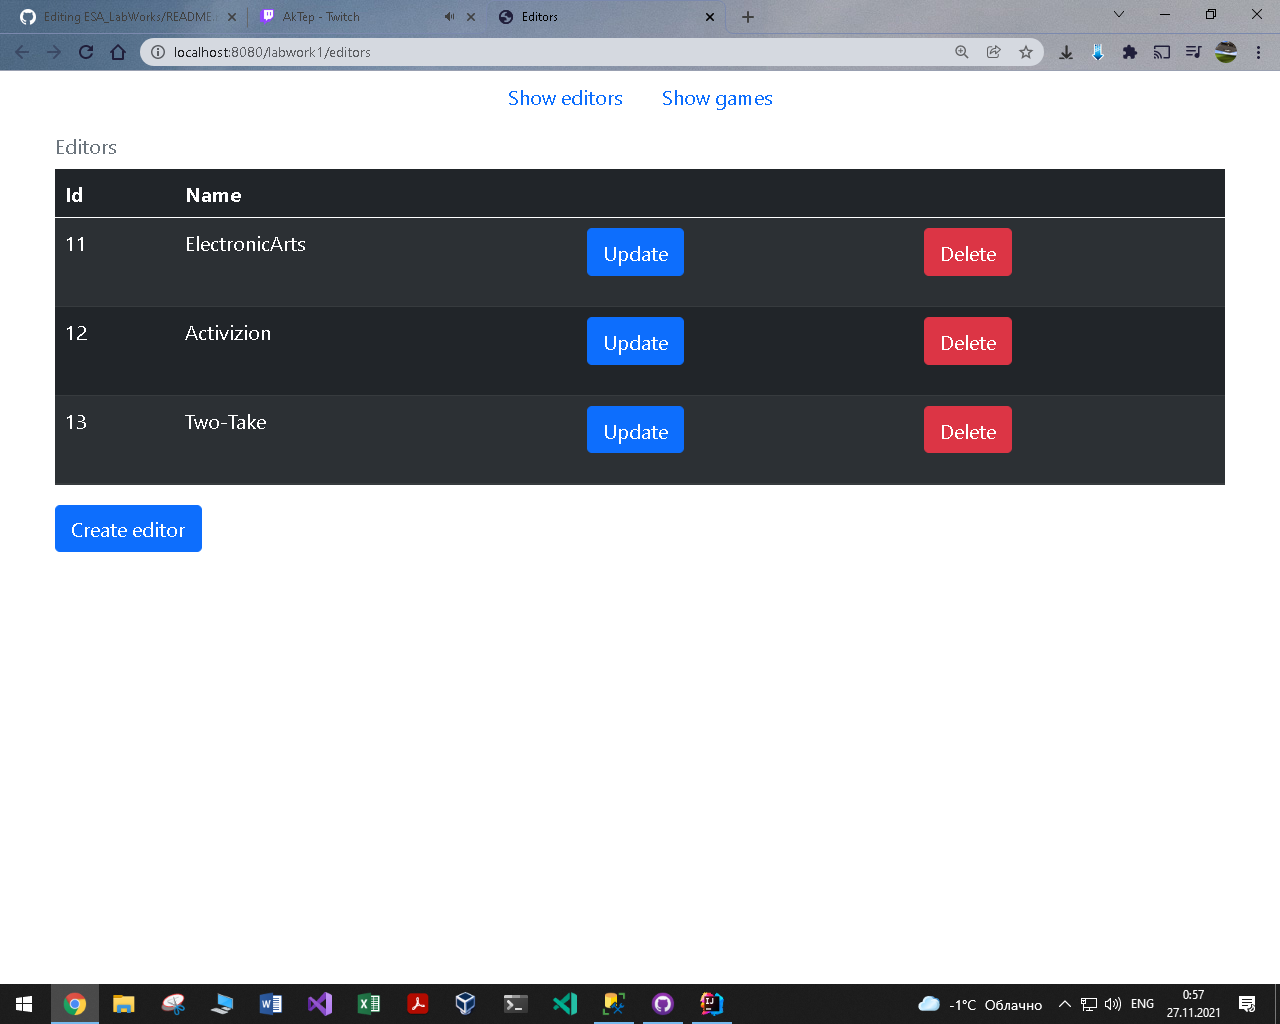 Editing ESA_LabWorks/README.
AkTep - Twitch
Editors
localhost:8080/labwork1/editors
Show editors Show games
Editors
Id Name
11 ElectronicArts Update Delete
12 Activizion Update Delete
13 Two-Take Update Delete
Create editor
-1°C Облачно ENG
0:57
27.11.2021